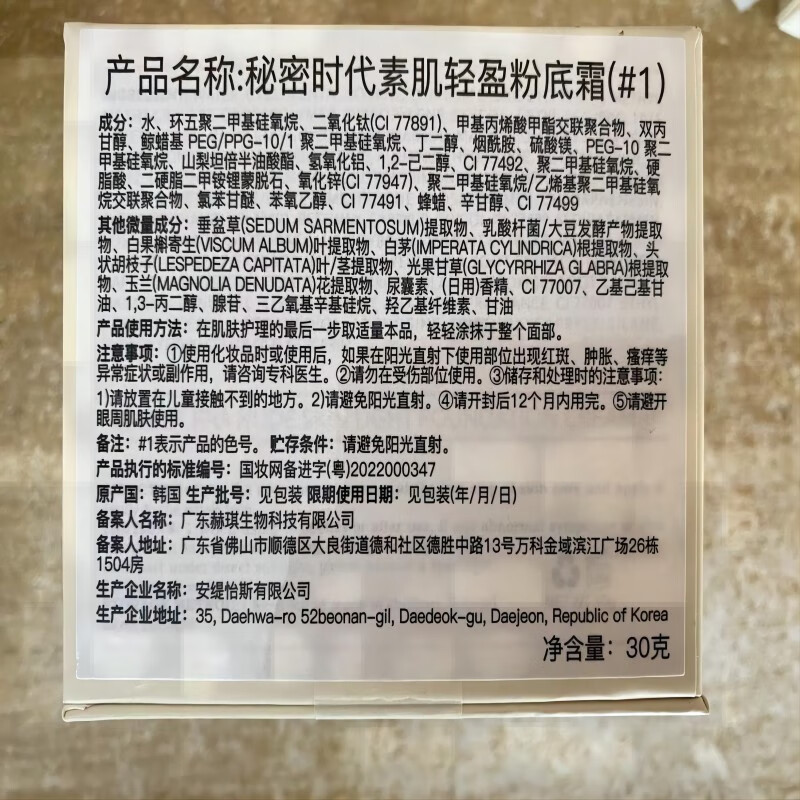 产品名称:秘密时代素肌轻盈粉底霜(#1)
成分：水、环五聚二甲基硅氧烷、二氧化钛(CI 77891)、甲基丙烯酸甲酯交联聚合物、双丙
甘醇、鲸蜡基 PEG/PPG-10/1 聚二甲基硅氧烷、丁二醇、烟酰胺、硫酸镁、PEG-10 聚二
甲基硅氧烷、山梨坦倍半油酸酯、氢氧化铝、1,2-己二醇、CI 77492、聚二甲基硅氧烷、硬
脂酸、二硬脂二甲铵锂蒙脱石、氧化锌(CI 77947)、聚二甲基硅氧烷/乙烯基聚二甲基硅氧
烷交联聚合物、氯苯甘醚、苯氧乙醇、CI 77491、蜂蜡、辛甘醇、CI 77499
其他微量成分：垂盆草(SEDUM SARMENTOSUM)提取物、乳酸杆菌/大豆发酵产物提取
物、白果槲寄生(VISCUM ALBUM)叶提取物、白茅(IMPERATA CYLINDRICA)根提取物、头
状胡枝子(LESPEDEZA CAPITATA)叶/茎提取物、光果甘草(GLYCYRRHIZA GLABRA)根提取
物、玉兰(MAGNOLIA DENUDATA)花提取物、尿囊素、(日用)香精、CI 77007、乙基己基甘
油、1,3-丙二醇、腺苷、三乙氧基辛基硅烷、羟乙基纤维素、甘油
产品使用方法：在肌肤护理的最后一步取适量本品，轻轻涂抹于整个面部。
注意事项：①使用化妆品时或使用后，如果在阳光直射下使用部位出现红斑、肿胀、瘙痒等
异常症状或副作用，请咨询专科医生。②请勿在受伤部位使用。③储存和处理时的注意事项：
1)请放置在儿童接触不到的地方。2)请避免阳光直射。④请开封后12个月内用完。⑤请避开
眼周肌肤使用。
备注：#1表示产品的色号。 贮存条件：请避免阳光直射。
产品执行的标准编号：国妆网备进字(粤)2022000347
原产国：韩国 生产批号：见包装 限期使用日期：见包装(年/月/日)
备案人名称：广东赫琪生物科技有限公司
备案人地址：广东省佛山市顺德区大良街道德和社区德胜中路13号万科金域滨江广场26栋
1504房
生产企业名称：安缇怡斯有限公司
生产企业地址：35, Daehwa-ro 52beonan-gil, Daedeok-gu, Daejeon, Republic of Korea
净含量：30克